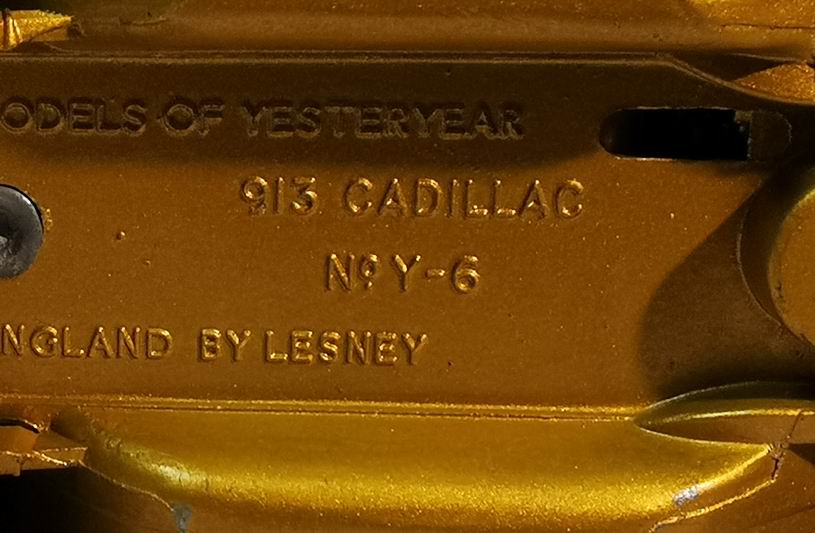 ODELS OF YESTERYEAR
913 CADILLAC
Nº Y-6
NGLAND BY LESNEY